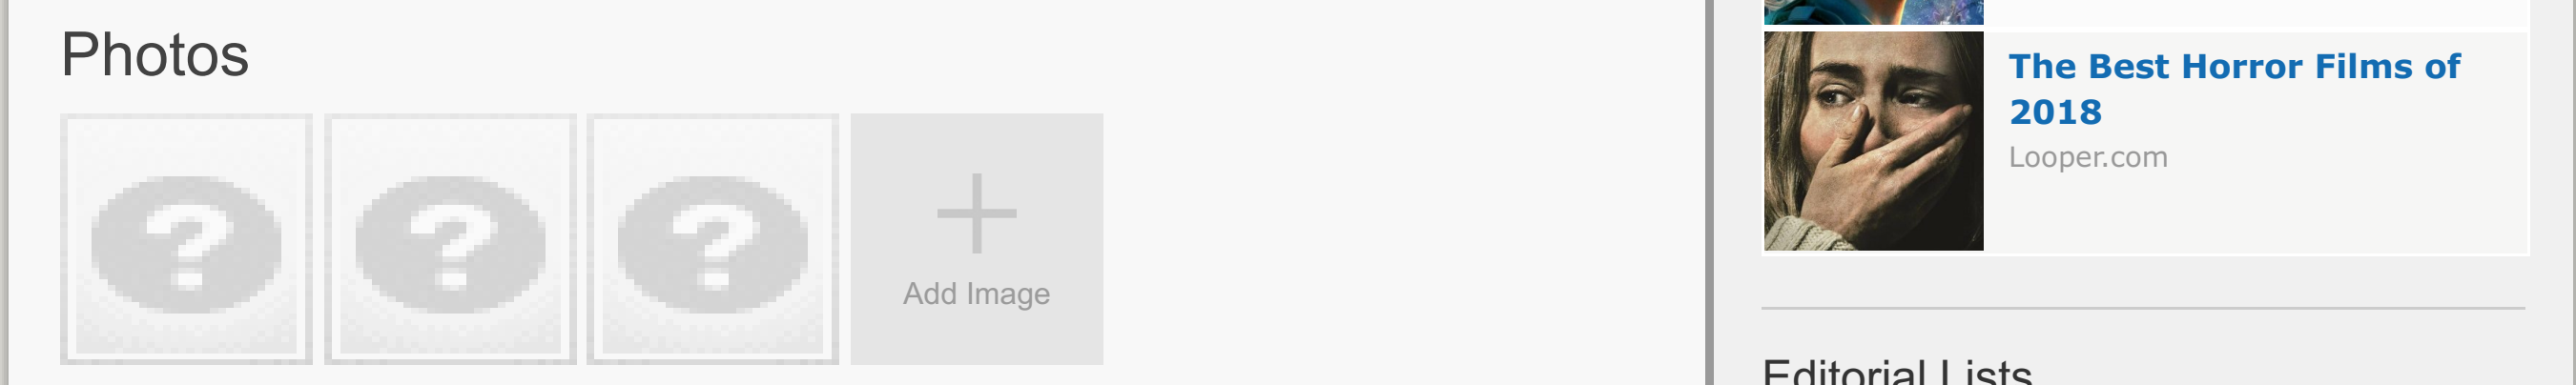 Photos
?
?
?
Add Image
The Best Horror Films of
2018
Looper.com
Editorial Lists